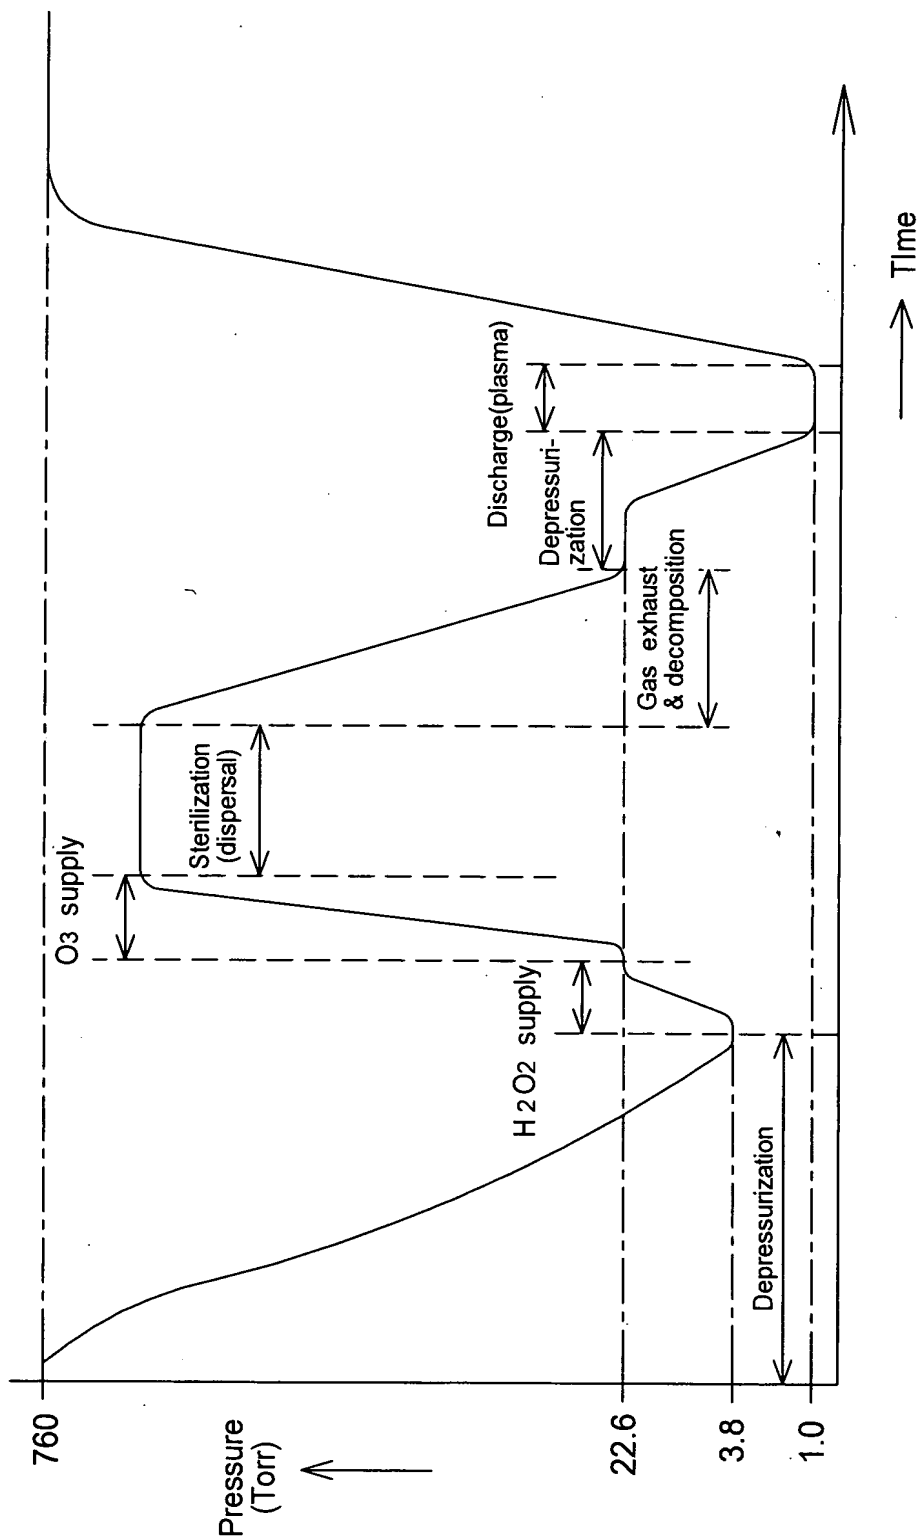 760
Pressure
(Torr)
22.6
3.8
1.0
Depressurization
H2O2 supply
O3 supply
Sterilization
(dispersal)
Gas exhaust
& decomposition
Depressuri-
zation
Discharge(plasma)
TIme